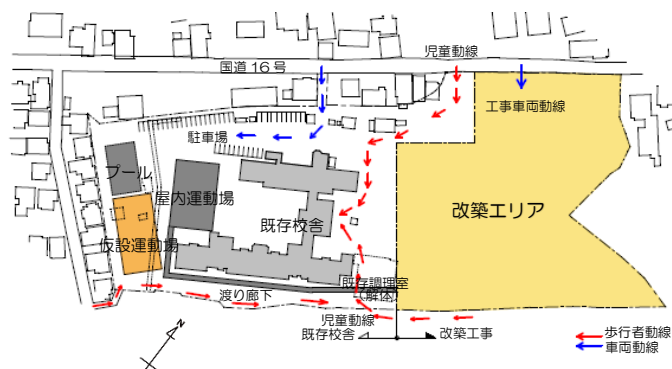 児童動線
国道 16 号
工事車両動線
駐車場
プール
屋内運動場
既存校舎
改築エリア
仮設運動場
既存調理室
(解体)
渡り廊下
児童動線
既存校舎
改築工事
歩行者動線
車両動線
N